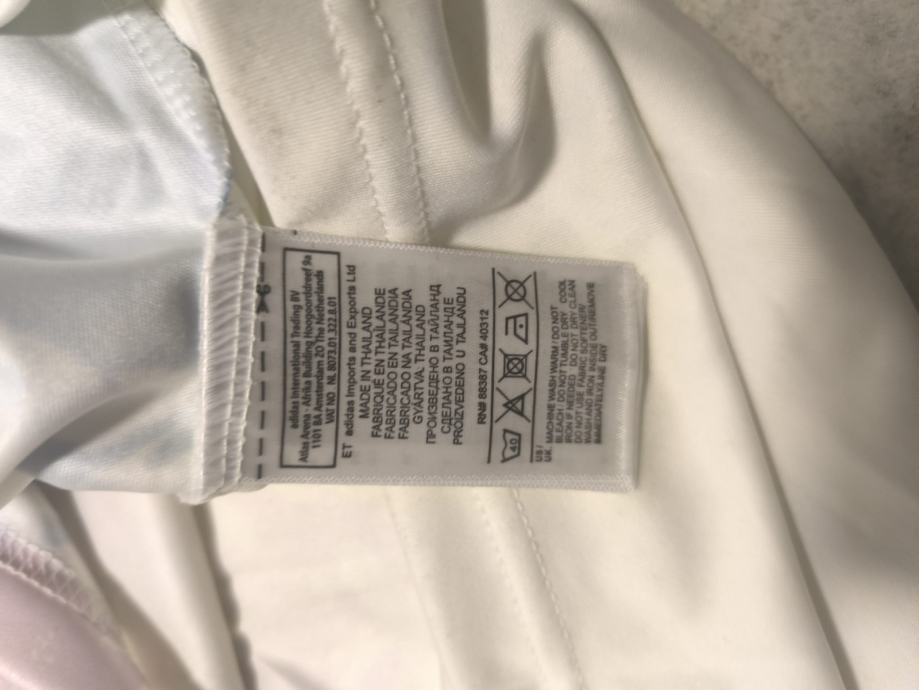 adidas International Trading BV
Atlas Arena - Afrika Building Hoogoorddreef 9a
1101 BA Amsterdam ZO The Netherlands
VAT NO NL 8073.01.322.B.01
ET adidas Imports and Exports Ltd
MADE IN THAILAND
FABRIQUÉ EN THAÏLANDE
FABRICADO EN TAILANDIA
FABRICADO NA TAILÂNDIA
GYÁRTVA: THAILAND
ПРОИЗВЕДЕНО В ТАЙЛАНД
СДЕЛАНО В ТАИЛАНДЕ
PROIZVEDENO U TAJLANDU
RN# 88387 CA# 40312
40
US/
UK MACHINE WASH WARM / DO NOT
BLEACH / DO NOT TUMBLE DRY / COOL
IRON IF NEEDED / DO NOT DRY CLEAN
DO NOT USE FABRIC SOFTENER/
WASH AND IRON INSIDE OUT/REMOVE
IMMEDIATELY/LINE DRY